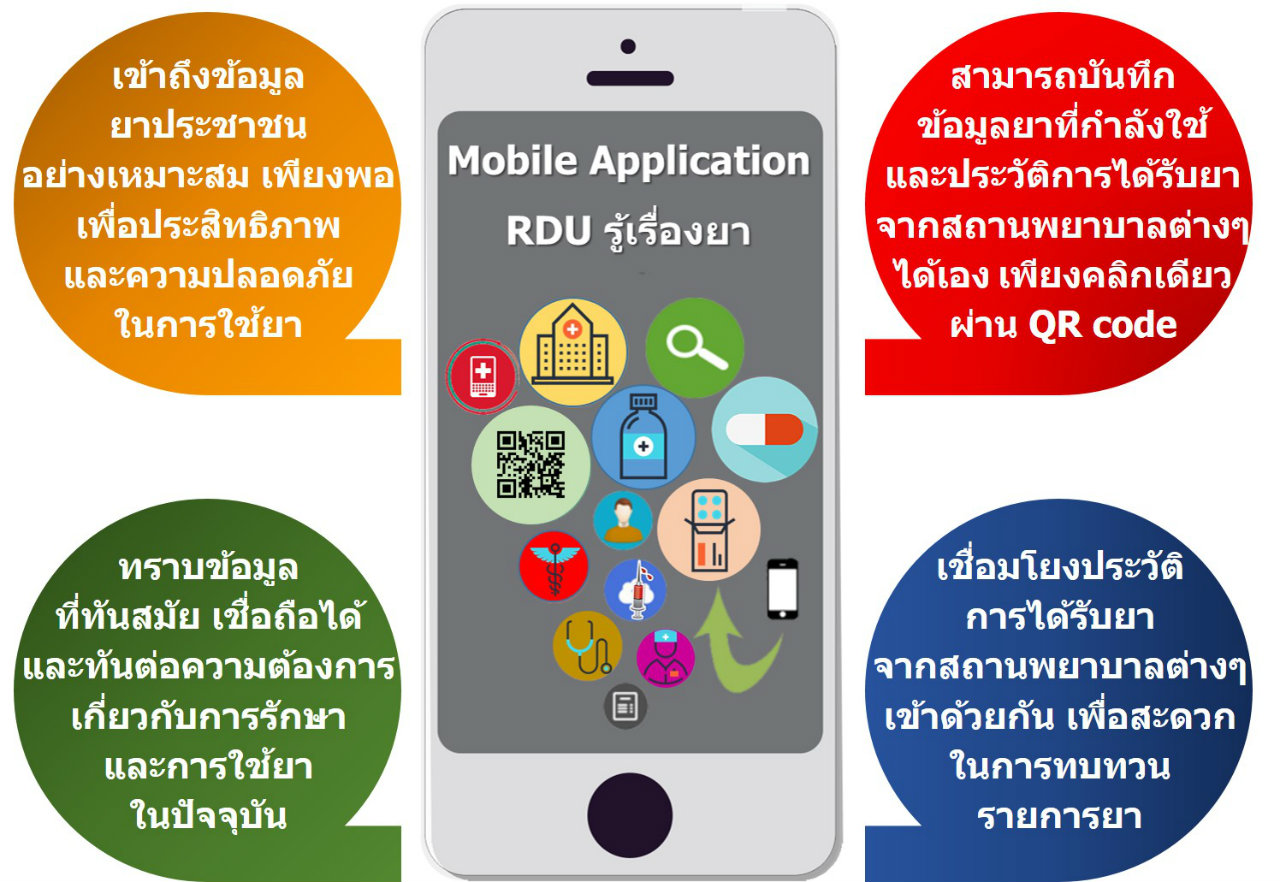 เข้าถึงข้อมูล
ยาประชาชน
อย่างเหมาะสม เพียงพอ
เพื่อประสิทธิภาพ
และความปลอดภัย
ในการใช้ยา
Mobile Application
RDU รู้เรื่องยา
สามารถบันทึก
ข้อมูลยาที่กำลังใช้
และประวัติการได้รับยา
จากสถานพยาบาลต่างๆ
ได้เอง เพียงคลิกเดียว
ผ่าน QR code
ทราบข้อมูล
ที่ทันสมัย เชื่อถือได้
และทันต่อความต้องการ
เกี่ยวกับการรักษา
และการใช้ยา
ในปัจจุบัน
เชื่อมโยงประวัติ
การได้รับยา
จากสถานพยาบาลต่างๆ
เข้าด้วยกัน เพื่อสะดวก
ในการทบทวน
รายการยา